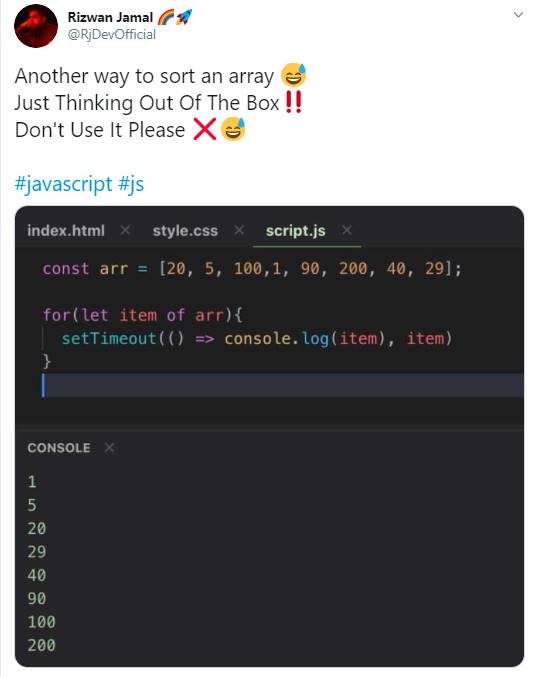 Rizwan Jamal 🌈🚀
@RjDevOfficial
Another way to sort an array 😅
Just Thinking Out Of The Box‼️
Don't Use It Please ❌😅
#javascript #js
index.html × style.css × script.js ×
const arr = [20, 5, 100,1, 90, 200, 40, 29];
for(let item of arr){
setTimeout(() => console.log(item), item)
}
CONSOLE ×
1
5
20
29
40
90
100
200